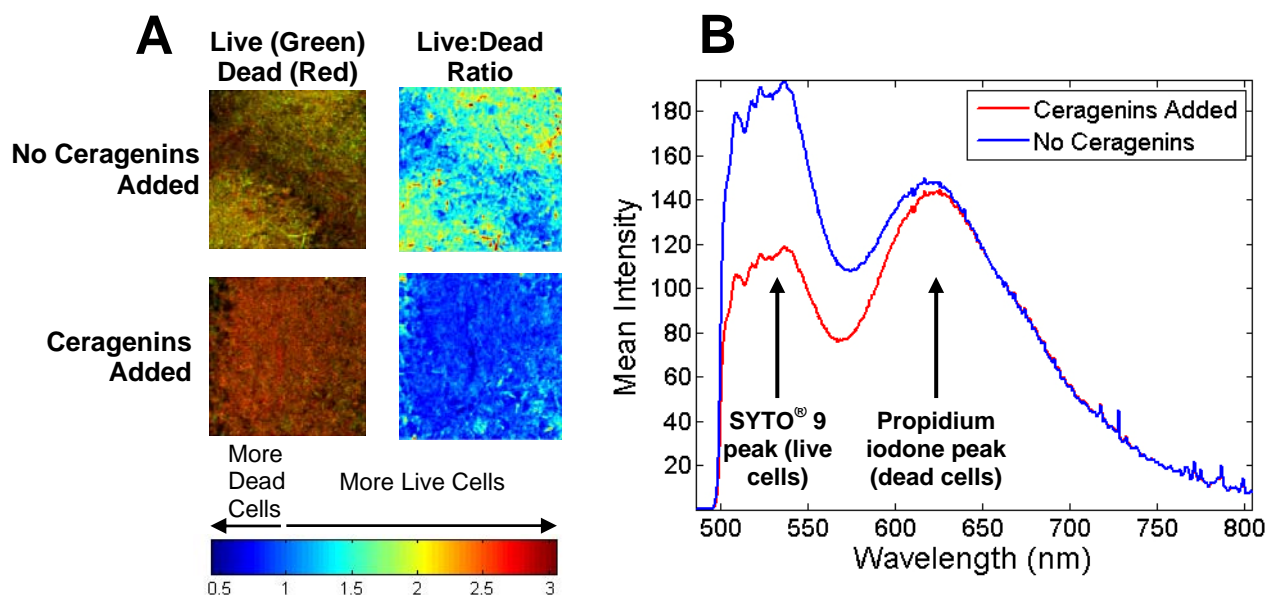 A
Live (Green)
Dead (Red)
Live:Dead
Ratio
No Ceragenins
Added
Ceragenins
Added
More
Dead
Cells
More Live Cells
0.5 1 1.5 2 2.5 3
B
Ceragenins Added
No Ceragenins
Mean Intensity
180
160
140
120
100
80
60
40
20
SYTO® 9
peak (live
cells)
Propidium
iodone peak
(dead cells)
500 550 600 650 700 750 800
Wavelength (nm)